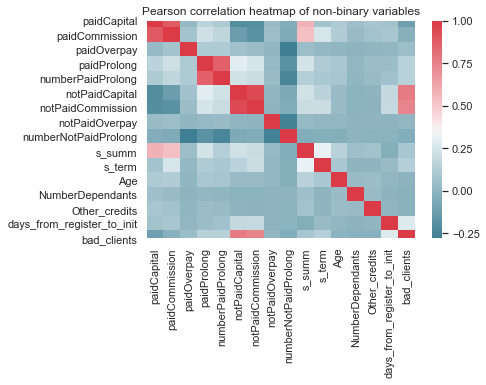 Pearson correlation heatmap of non-binary variables
paidCapital
paidCommission
paidOverpay
paidProlong
numberPaidProlong
notPaidCapital
notPaidCommission
notPaidOverpay
numberNotPaidProlong
s_summ
s_term
Age
NumberDependants
Other_credits
days_from_register_to_init
bad_clients
1.00
0.75
0.50
0.25
0.00
−0.25
paidCapital
paidCommission
paidOverpay
paidProlong
numberPaidProlong
notPaidCapital
notPaidCommission
notPaidOverpay
numberNotPaidProlong
s_summ
s_term
Age
NumberDependants
Other_credits
days_from_register_to_init
bad_clients